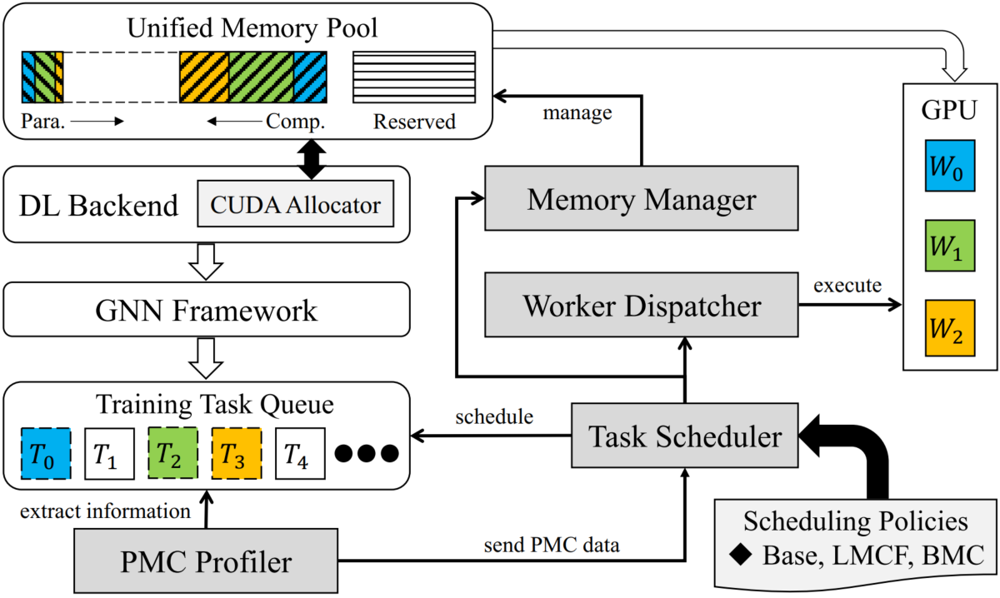 Unified Memory Pool
Para.
Comp.
Reserved
manage
GPU
W0
W1
W2
DL Backend
CUDA Allocator
Memory Manager
GNN Framework
Worker Dispatcher
execute
Training Task Queue
T0
T1
T2
T3
T4
schedule
Task Scheduler
extract information
PMC Profiler
send PMC data
Scheduling Policies
Base, LMCF, BMC